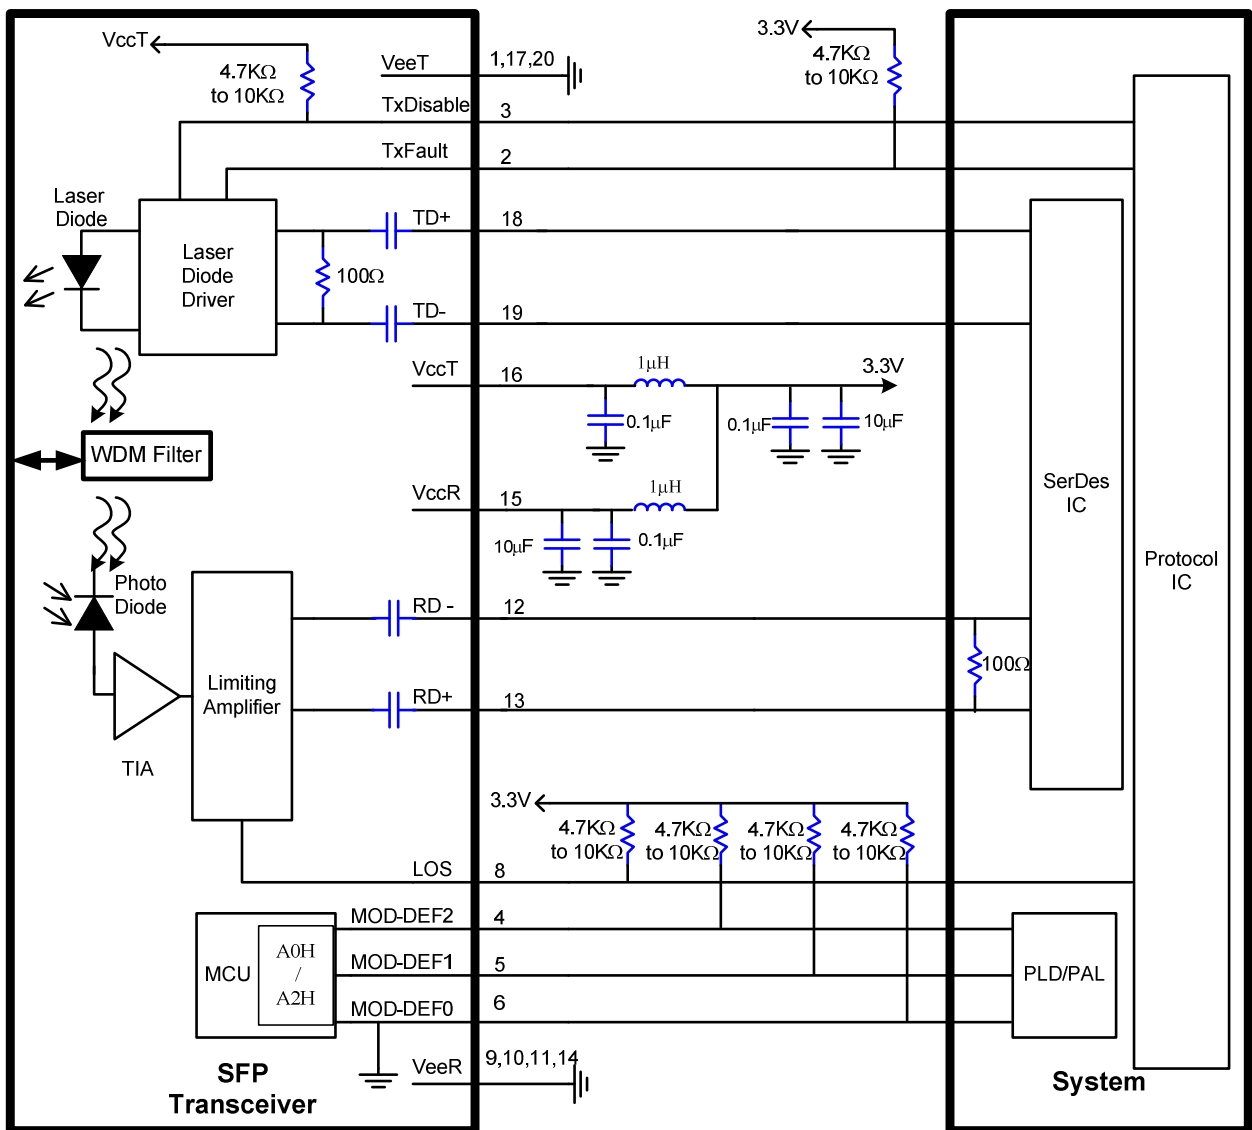 VccT
4.7KΩ
to 10KΩ
VeeT
1,17,20
3.3V
4.7KΩ
to 10KΩ
TxDisable
3
TxFault
2
Laser
Diode
Laser
Diode
Driver
100Ω
TD+
18
TD-
19
VccT
16
1µH
3.3V
0.1µF
0.1µF
10µF
WDM Filter
VccR
15
1µH
10µF
0.1µF
SerDes
IC
Protocol
IC
Photo
Diode
RD -
12
100Ω
Limiting
Amplifier
RD+
13
TIA
3.3V
4.7KΩ
to 10KΩ
4.7KΩ
to 10KΩ
4.7KΩ
to 10KΩ
4.7KΩ
to 10KΩ
LOS
8
MOD-DEF2
4
MCU
A0H
/
A2H
MOD-DEF1
5
PLD/PAL
MOD-DEF0
6
VeeR
9,10,11,14
SFP
Transceiver
System